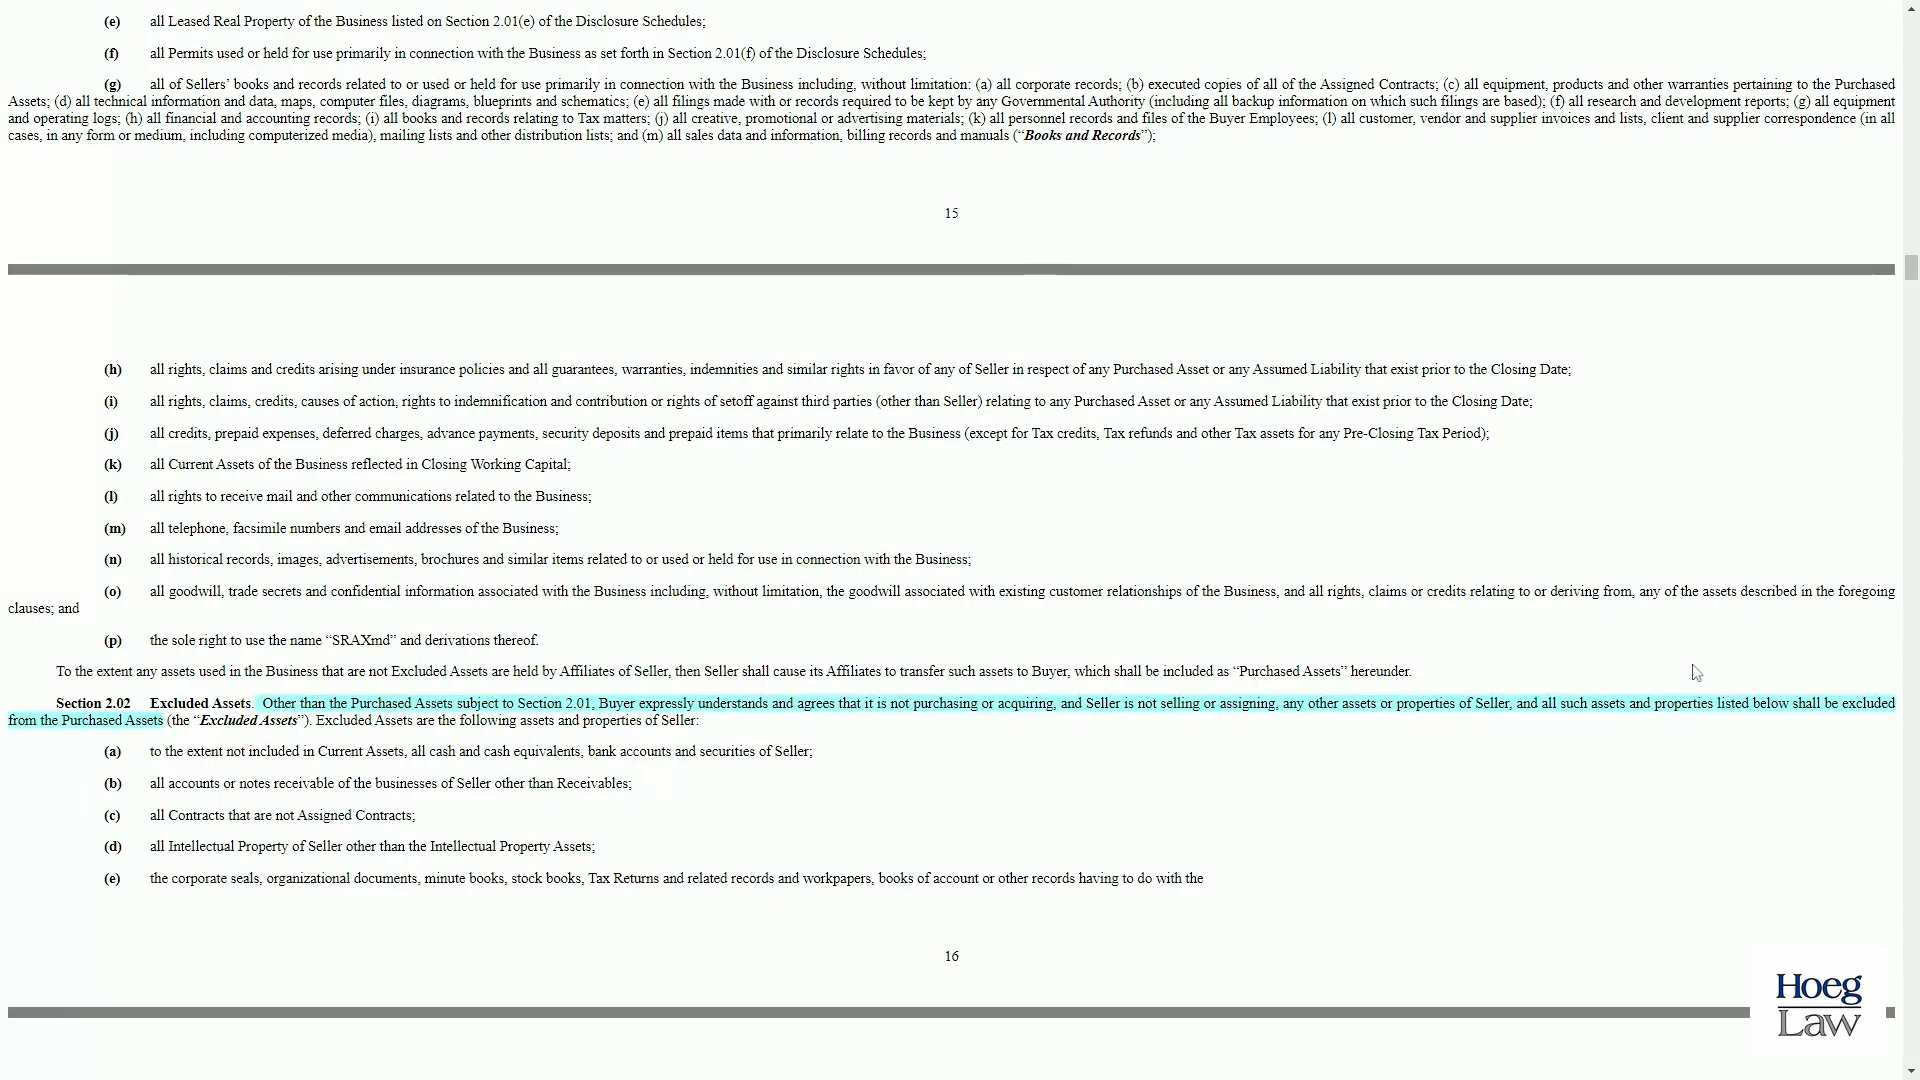 (e) all Leased Real Property of the Business listed on Section 2.01(e) of the Disclosure Schedules;
(f) all Permits used or held for use primarily in connection with the Business as set forth in Section 2.01(f) of the Disclosure Schedules;
(g) all of Sellers’ books and records related to or used or held for use primarily in connection with the Business including, without limitation: (a) all corporate records; (b) executed copies of all of the Assigned Contracts; (c) all equipment, products and other warranties pertaining to the Purchased
Assets; (d) all technical information and data, maps, computer files, diagrams, blueprints and schematics; (e) all filings made with or records required to be kept by any Governmental Authority (including all backup information on which such filings are based); (f) all research and development reports; (g) all equipment
and operating logs; (h) all financial and accounting records; (i) all books and records relating to Tax matters; (j) all creative, promotional or advertising materials; (k) all personnel records and files of the Buyer Employees; (l) all customer, vendor and supplier invoices and lists, client and supplier correspondence (in all
cases, in any form or medium, including computerized media), mailing lists and other distribution lists; and (m) all sales data and information, billing records and manuals (“Books and Records”);
15
(h) all rights, claims and credits arising under insurance policies and all guarantees, warranties, indemnities and similar rights in favor of any of Seller in respect of any Purchased Asset or any Assumed Liability that exist prior to the Closing Date;
(i) all rights, claims, credits, causes of action, rights to indemnification and contribution or rights of setoff against third parties (other than Seller) relating to any Purchased Asset or any Assumed Liability that exist prior to the Closing Date;
(j) all credits, prepaid expenses, deferred charges, advance payments, security deposits and prepaid items that primarily relate to the Business (except for Tax credits, Tax refunds and other Tax assets for any Pre-Closing Tax Period);
(k) all Current Assets of the Business reflected in Closing Working Capital;
(l) all rights to receive mail and other communications related to the Business;
(m) all telephone, facsimile numbers and email addresses of the Business;
(n) all historical records, images, advertisements, brochures and similar items related to or used or held for use in connection with the Business;
(o) all goodwill, trade secrets and confidential information associated with the Business including, without limitation, the goodwill associated with existing customer relationships of the Business, and all rights, claims or credits relating to or deriving from, any of the assets described in the foregoing
clauses; and
(p) the sole right to use the name “SRAXmd” and derivations thereof.
To the extent any assets used in the Business that are not Excluded Assets are held by Affiliates of Seller, then Seller shall cause its Affiliates to transfer such assets to Buyer, which shall be included as “Purchased Assets” hereunder.
Section 2.02 Excluded Assets. Other than the Purchased Assets subject to Section 2.01, Buyer expressly understands and agrees that it is not purchasing or acquiring, and Seller is not selling or assigning, any other assets or properties of Seller, and all such assets and properties listed below shall be excluded
from the Purchased Assets (the “Excluded Assets”). Excluded Assets are the following assets and properties of Seller:
(a) to the extent not included in Current Assets, all cash and cash equivalents, bank accounts and securities of Seller;
(b) all accounts or notes receivable of the businesses of Seller other than Receivables;
(c) all Contracts that are not Assigned Contracts;
(d) all Intellectual Property of Seller other than the Intellectual Property Assets;
(e) the corporate seals, organizational documents, minute books, stock books, Tax Returns and related records and workpapers, books of account or other records having to do with the
16
Hoeg
Law